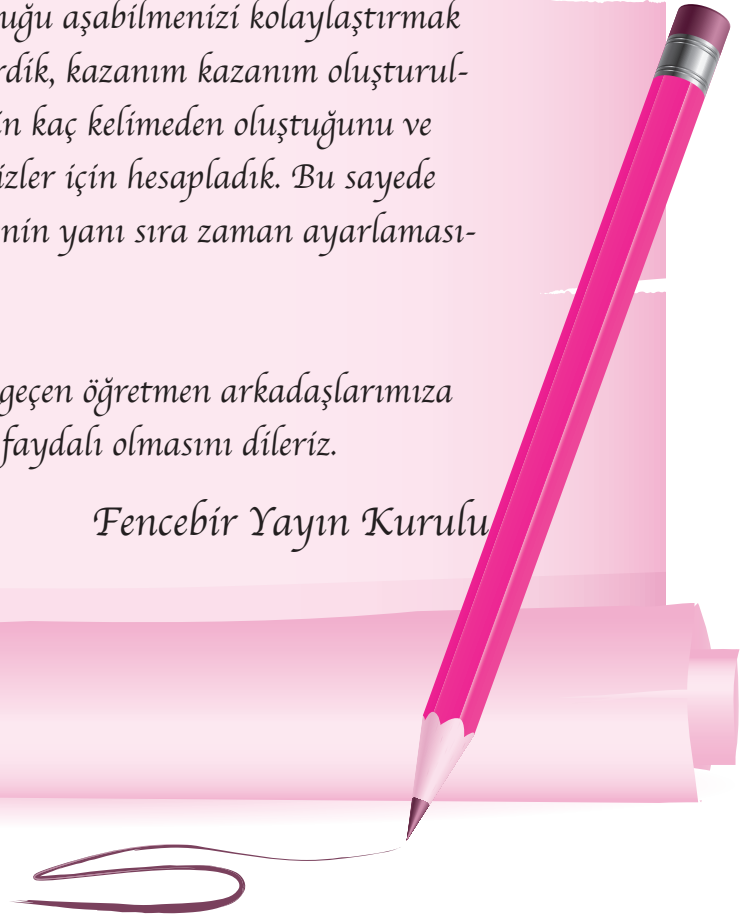 uğu aşabilmenizi kolaylaştırmak
rdik, kazanım kazanım oluşturul-
in kaç kelimeden oluştuğunu ve
izler için hesapladık. Bu sayede
nin yanı sıra zaman ayarlaması-
geçen öğretmen arkadaşlarımıza
faydalı olmasını dileriz.
Fencebir Yayın Kurulu